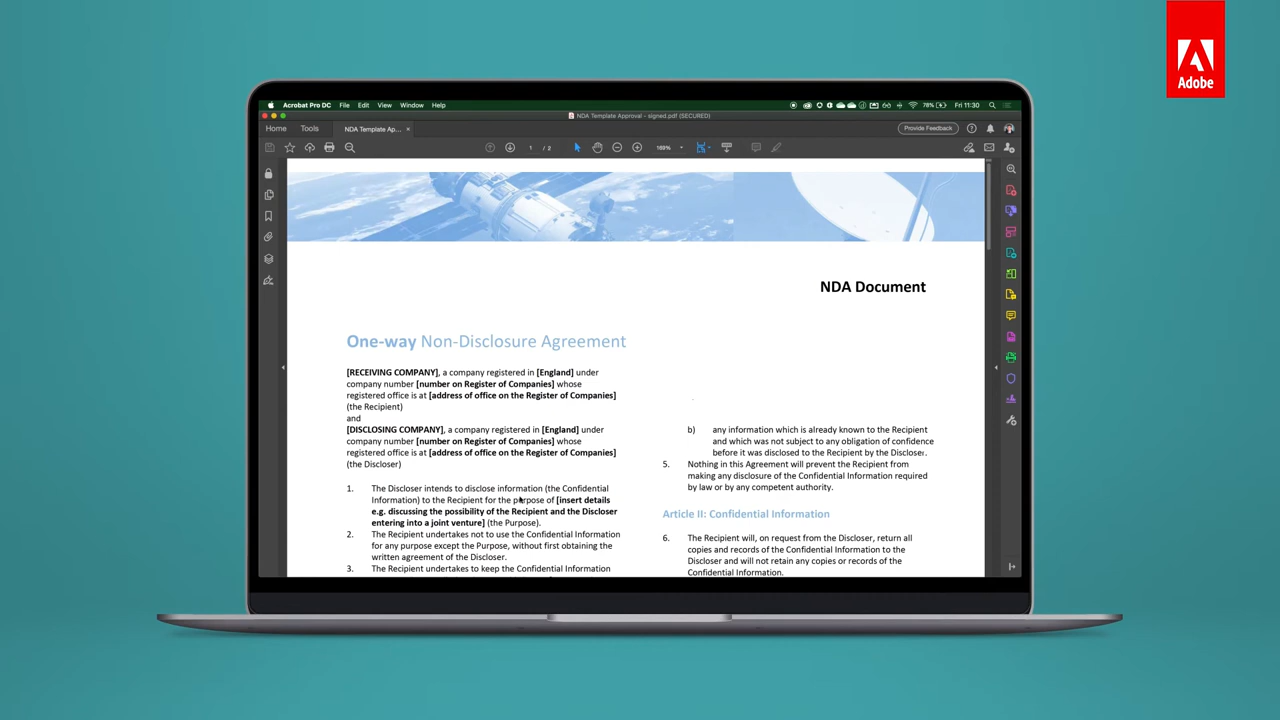 Adobe
Acrobat Pro DC File Edit View Window Help
78% Fri 11:30
NDA Template Approval - signed.pdf (SECURED)
Home Tools NDA Template Ap... × Provide Feedback
1 / 2 169%
NDA Document
One-way Non-Disclosure Agreement
[RECEIVING COMPANY], a company registered in [England] under
company number [number on Register of Companies] whose
registered office is at [address of office on the Register of Companies]
(the Recipient)
and
[DISCLOSING COMPANY], a company registered in [England] under
company number [number on Register of Companies] whose
registered office is at [address of office on the Register of Companies]
(the Discloser)
1. The Discloser intends to disclose information (the Confidential
Information) to the Recipient for the purpose of [insert details
e.g. discussing the possibility of the Recipient and the Discloser
entering into a joint venture] (the Purpose).
2. The Recipient undertakes not to use the Confidential Information
for any purpose except the Purpose, without first obtaining the
written agreement of the Discloser.
3. The Recipient undertakes to keep the Confidential Information
b) any information which is already known to the Recipient
and which was not subject to any obligation of confidence
before it was disclosed to the Recipient by the Discloser.
5. Nothing in this Agreement will prevent the Recipient from
making any disclosure of the Confidential Information required
by law or by any competent authority.
Article II: Confidential Information
6. The Recipient will, on request from the Discloser, return all
copies and records of the Confidential Information to the
Discloser and will not retain any copies or records of the
Confidential Information.